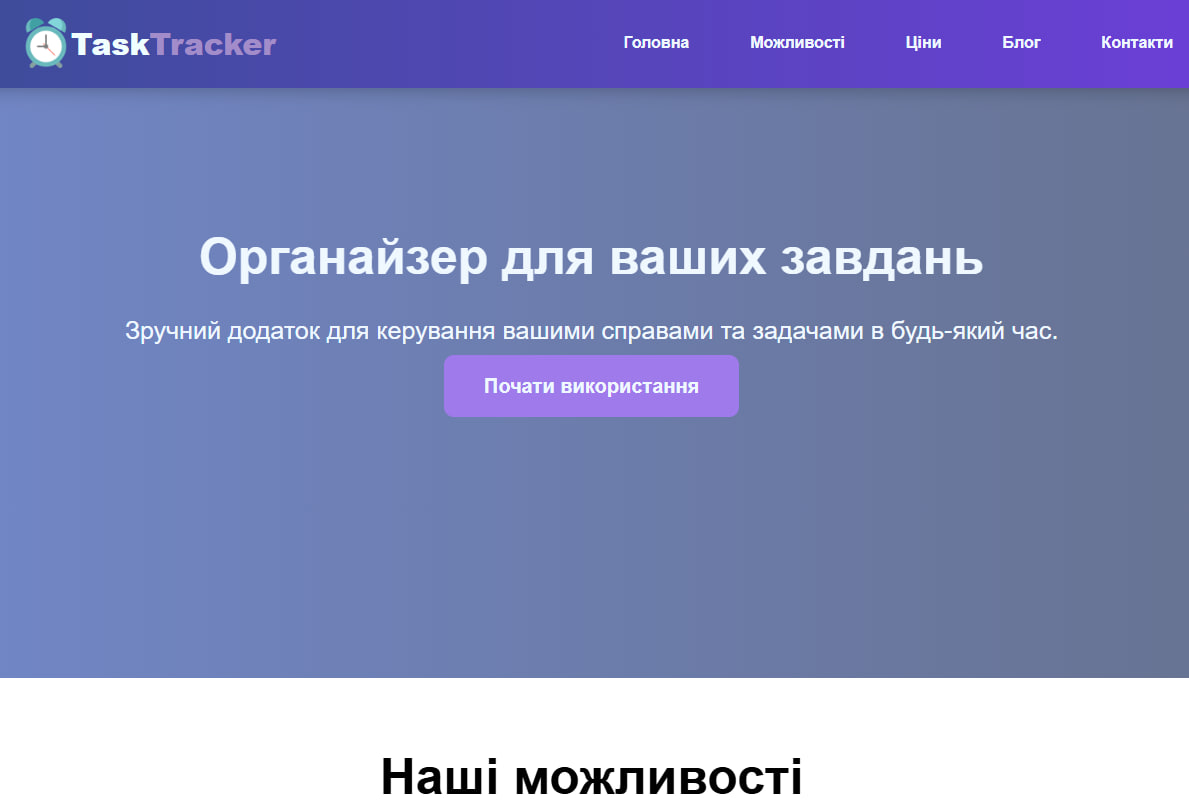 TaskTracker
Головна Можливості Ціни Блог Контакти
Органайзер для ваших завдань
Зручний додаток для керування вашими справами та задачами в будь-який час.
Почати використання
Наші можливості